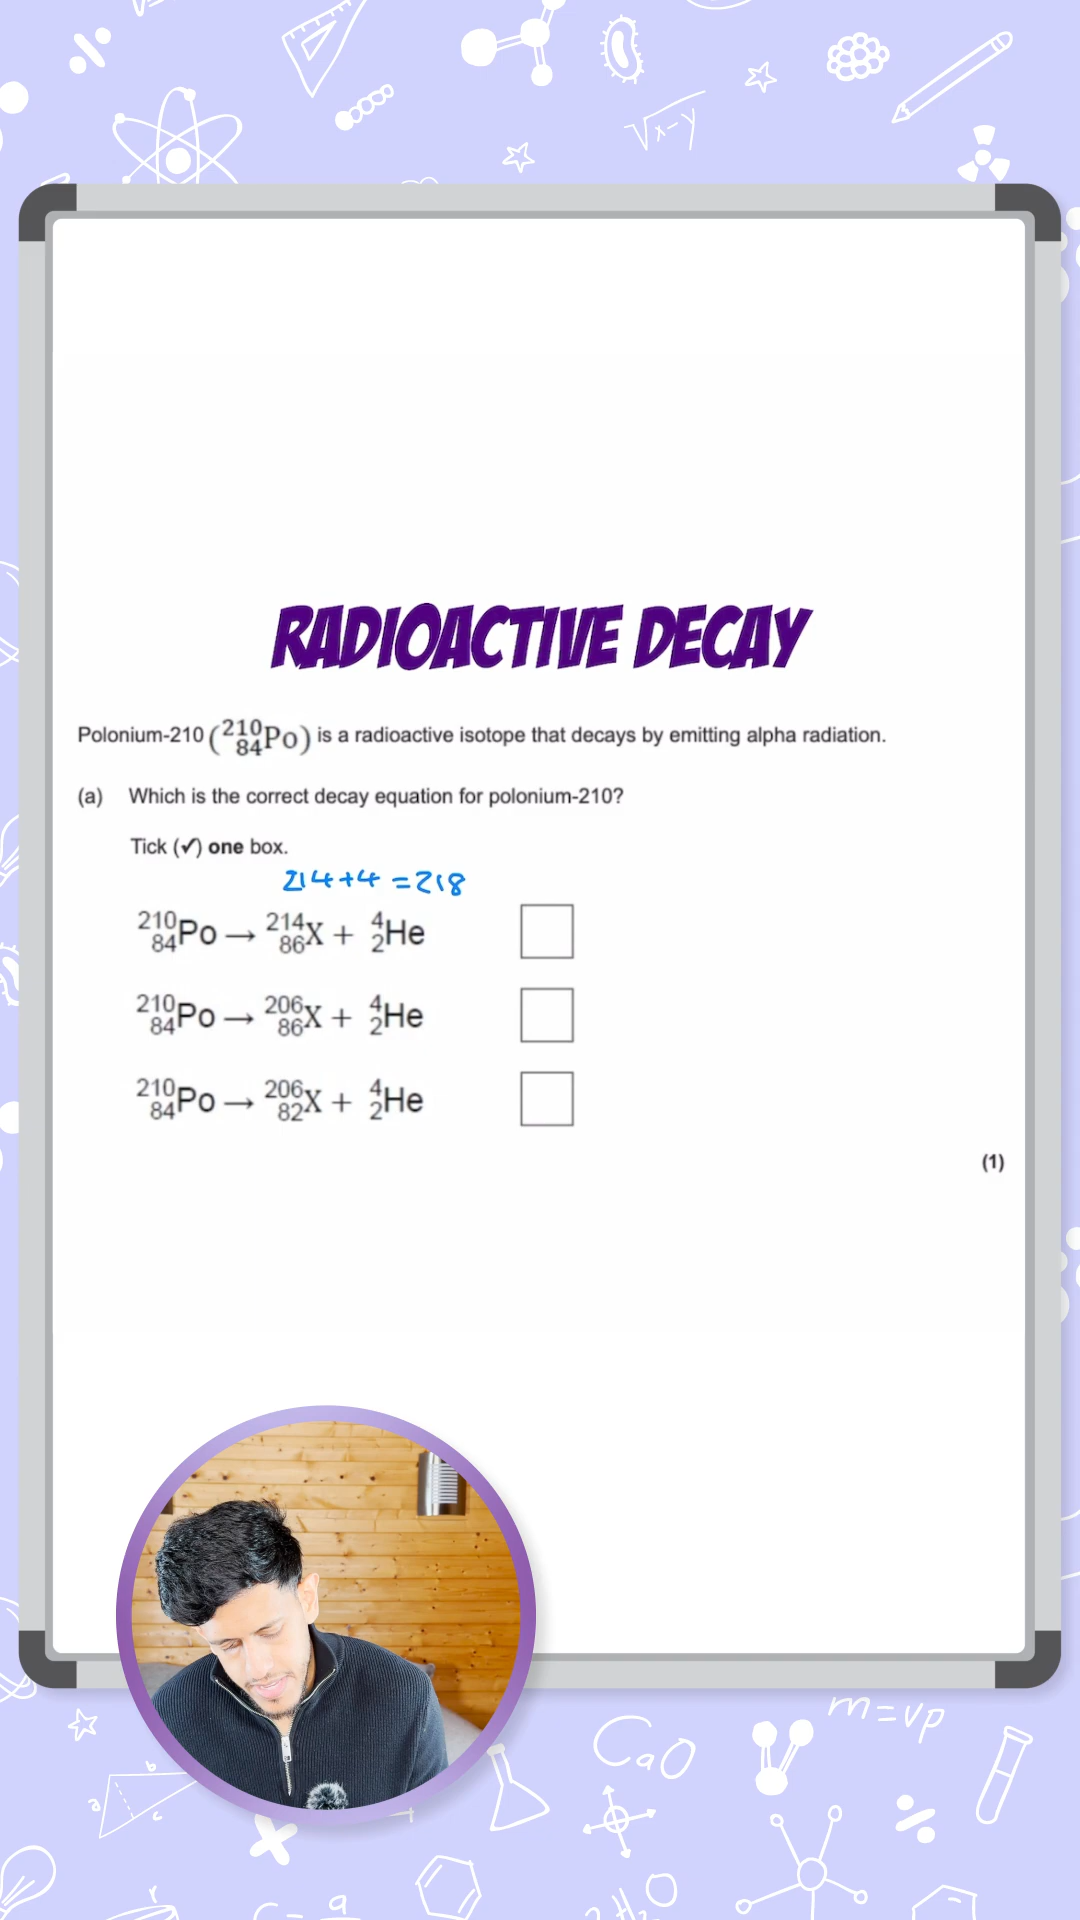 √x-y
RADIOACTIVE DECAY
Polonium-210 (²¹⁰₈₄Po) is a radioactive isotope that decays by emitting alpha radiation.
(a) Which is the correct decay equation for polonium-210?
Tick (✓) one box.
214+4 =218
²¹⁰₈₄Po → ²¹⁴₈₆X + ⁴₂He
²¹⁰₈₄Po → ²⁰⁶₈₆X + ⁴₂He
²¹⁰₈₄Po → ²⁰⁶₈₂X + ⁴₂He
(1)
m=vp
CaO
b
a
c